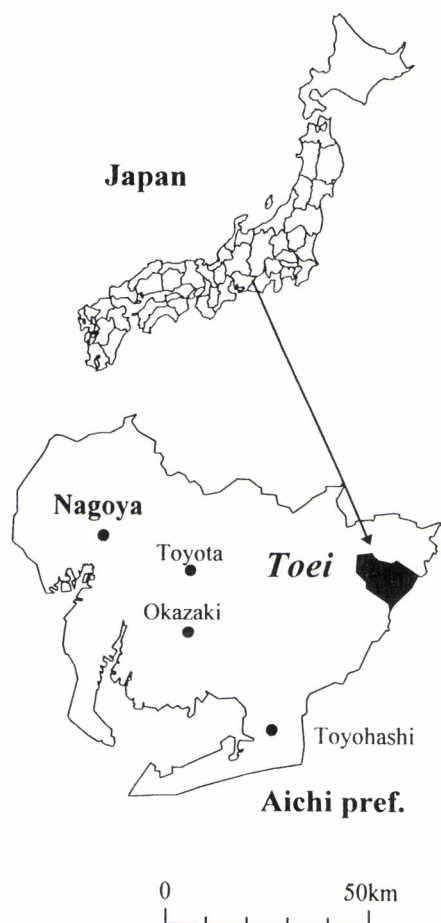 Japan
Nagoya
Toyota
Toei
Okazaki
Toyohashi
Aichi pref.
0 50km